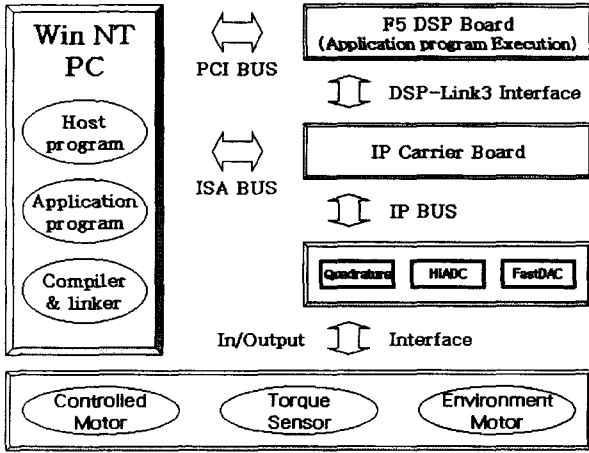 Win NT
PC
Host
program
Application
program
Compiler
& linker
PCI BUS
ISA BUS
F5 DSP Board
(Application program Execution)
DSP-Link3 Interface
IP Carrier Board
IP BUS
Quadrature
HiADC
FastDAC
In/Output
Interface
Controlled
Motor
Torque
Sensor
Environment
Motor